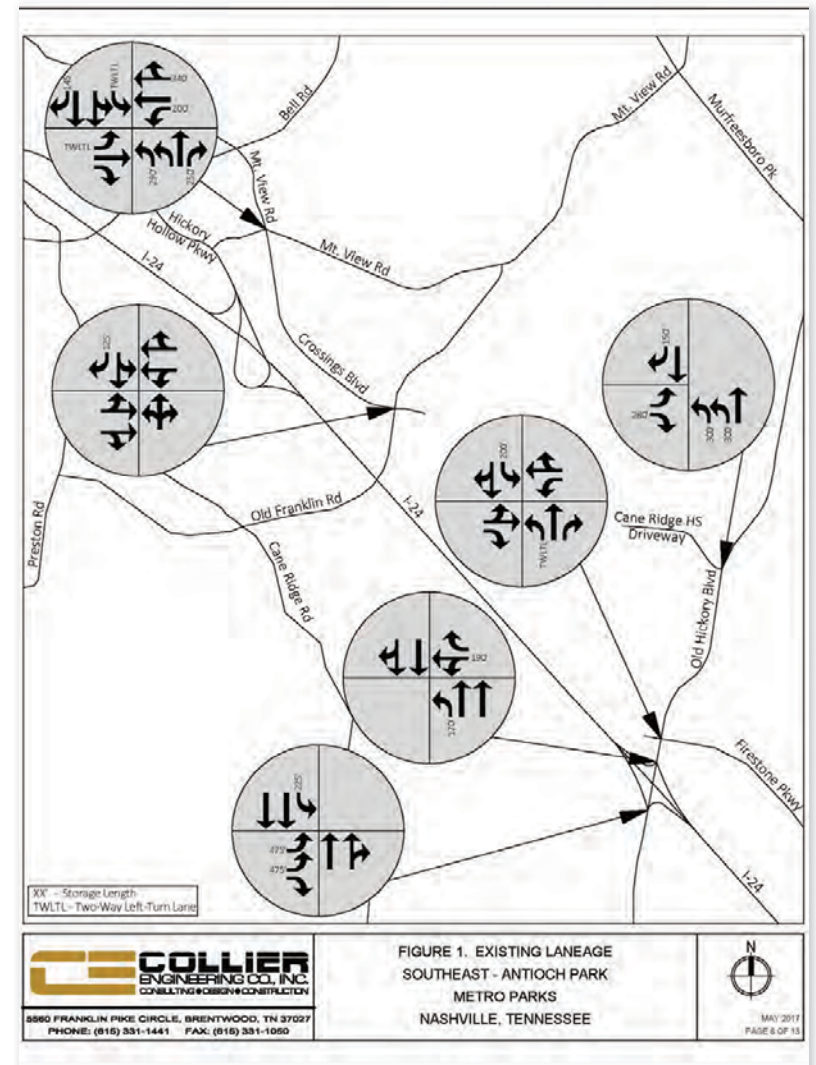 140'
TWLTL
340'
200'
TWLTL
250'
Bell Rd
Mt. View Rd
Mt. View Rd
Murfreesboro Pk
Hickory
Hollow Pkwy
Mt. View Rd
I-24
Crossings Blvd
125'
150'
280'
300'
300'
Preston Rd
Old Franklin Rd
I-24
200'
TWLTL
Cane Ridge HS
Driveway
Cane Ridge Rd
Old Hickory Blvd
190'
570'
Firestone Pkwy
225'
475'
475'
I-24
XX' - Storage Length
TWLTL - Two-Way Left-Turn Lane
COLLIER
ENGINEERING CO., INC.
CONSULTING DESIGN CONSTRUCTION
5560 FRANKLIN PIKE CIRCLE, BRENTWOOD, TN 37027
PHONE: (615) 331-1441 FAX: (615) 331-1050
FIGURE 1. EXISTING LANEAGE
SOUTHEAST - ANTIOCH PARK
METRO PARKS
NASHVILLE, TENNESSEE
N
MAY 2017
PAGE 6 OF 13